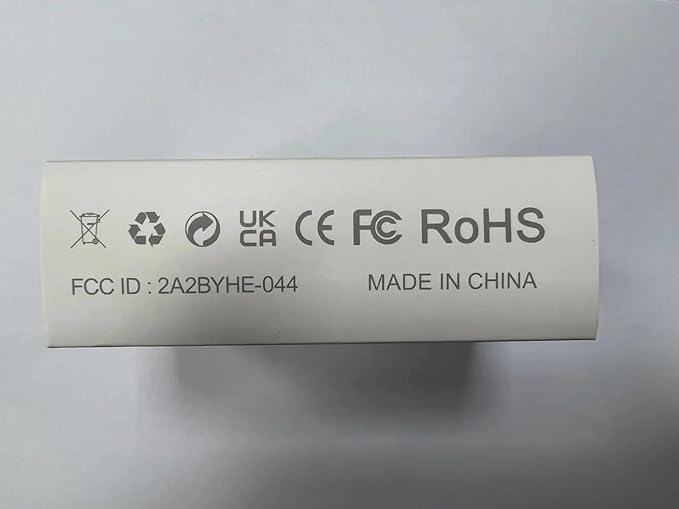 UK CA CE FC RoHS
FCC ID : 2A2BYHE-044 MADE IN CHINA